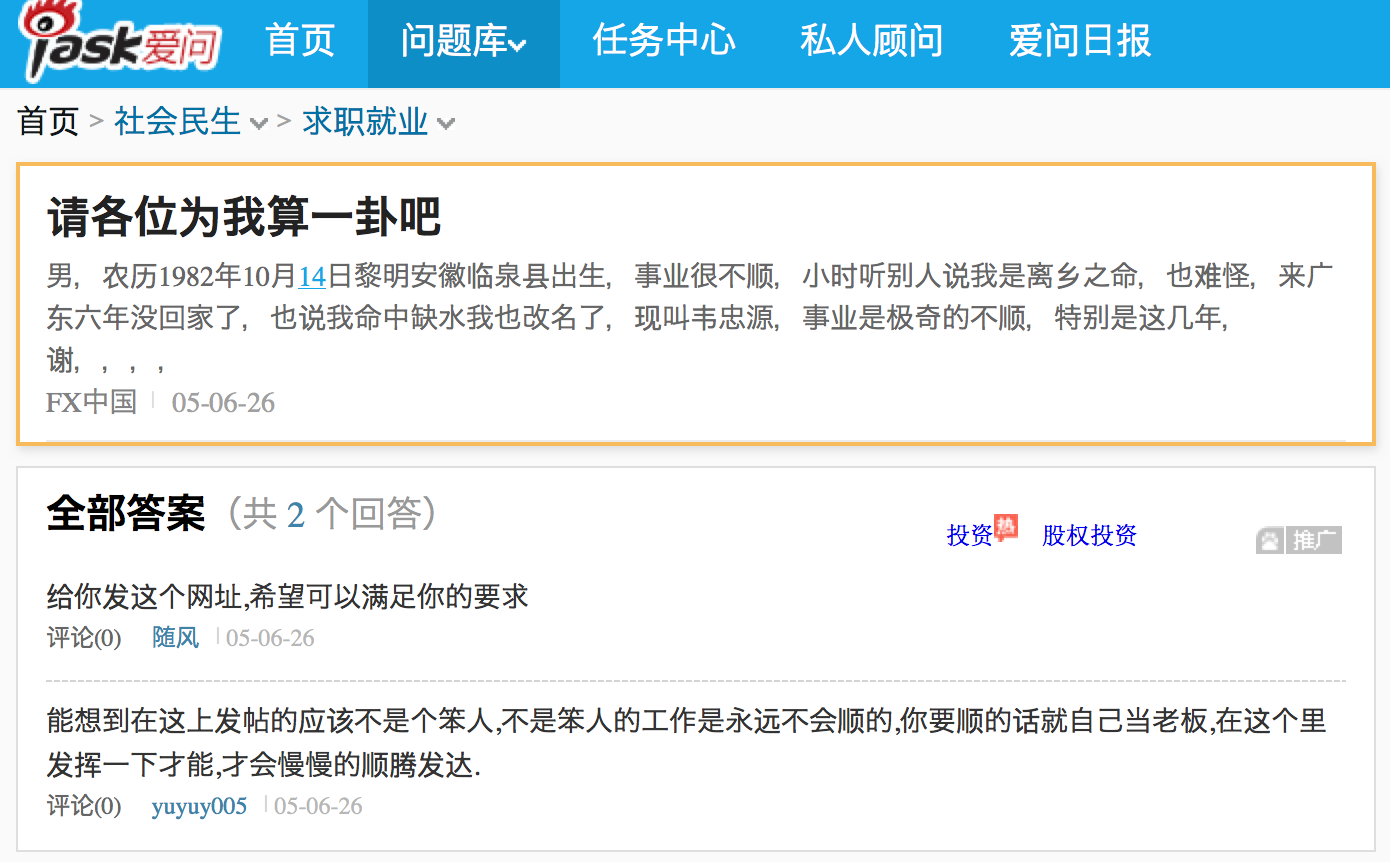 iask爱问 首页 问题库 任务中心 私人顾问 爱问日报
首页 > 社会民生 > 求职就业
请各位为我算一卦吧
男，农历1982年10月14日黎明安徽临泉县出生，事业很不顺，小时听别人说我是离乡之命，也难怪，来广
东六年没回家了，也说我命中缺水我也改名了，现叫韦忠源，事业是极奇的不顺，特别是这几年，
谢，，，，
FX中国 05-06-26
全部答案（共 2 个回答）
投资 热 股权投资 推广
给你发这个网址,希望可以满足你的要求
评论(0) 随风 05-06-26
能想到在这上发帖的应该不是个笨人,不是笨人的工作是永远不会顺的,你要顺的话就自己当老板,在这个里
发挥一下才能,才会慢慢的顺腾发达.
评论(0) yuyuy005 05-06-26